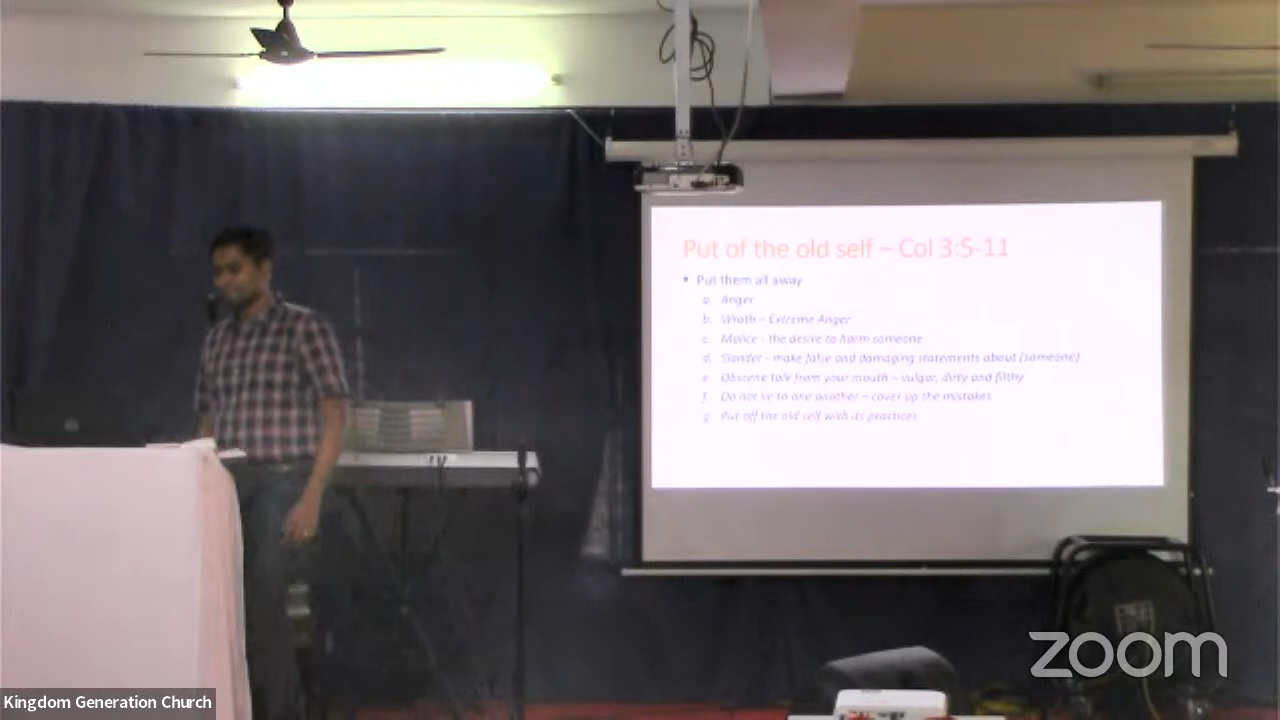 Put of the old self – Col 3:5-11
• Put them all away
a. Anger
b. Wrath – Extreme Anger
c. Malice - the desire to harm someone
d. Slander - make false and damaging statements about (someone)
e. Obscene talk from your mouth – vulgar, dirty and filthy
f. Do not lie to one another – cover up the mistakes
g. Put off the old self with its practices
zoom
Kingdom Generation Church